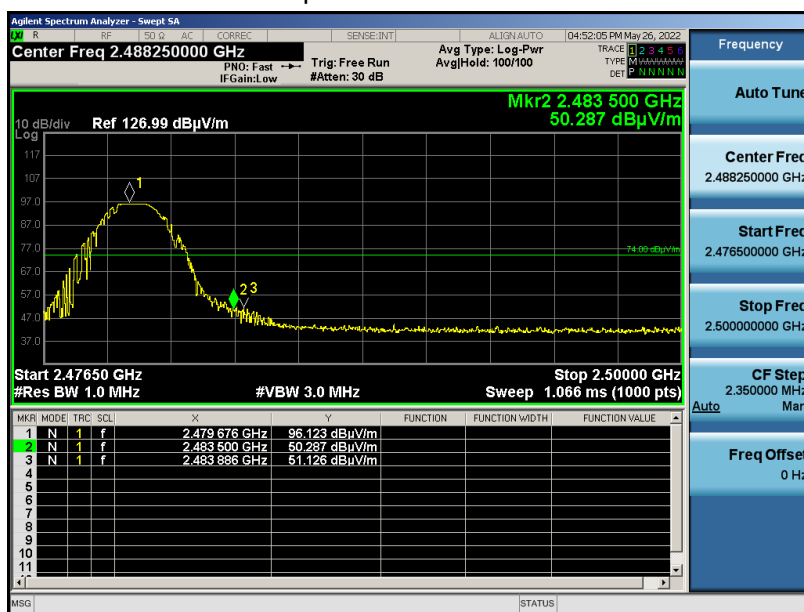 Agilent Spectrum Analyzer - Swept SA
R RF 50 Ω AC CORREC SENSE:INT ALIGN AUTO 04:52:05 PM May 26, 2022
Center Freq 2.488250000 GHz
PNO: Fast
IFGain:Low
Trig: Free Run
#Atten: 30 dB
Avg Type: Log-Pwr
Avg|Hold: 100/100
TRACE 1 2 3 4 5 6
TYPE M
DET P N N N N N
Mkr2 2.483 500 GHz
50.287 dBµV/m
10 dB/div Ref 126.99 dBµV/m
Log
117
107
97.0
87.0
77.0
67.0
57.0
47.0
37.0
1
2 3
74.00 dBµV/m
Start 2.47650 GHz Stop 2.50000 GHz
#Res BW 1.0 MHz #VBW 3.0 MHz Sweep 1.066 ms (1000 pts)
MKR MODE TRC SCL X Y FUNCTION FUNCTION WIDTH FUNCTION VALUE
1 N 1 f 2.479 676 GHz 96.123 dBµV/m
2 N 1 f 2.483 500 GHz 50.287 dBµV/m
3 N 1 f 2.483 886 GHz 51.126 dBµV/m
4
5
6
7
8
9
10
11
MSG STATUS
Frequency
Auto Tune
Center Freq
2.488250000 GHz
Start Freq
2.476500000 GHz
Stop Freq
2.500000000 GHz
CF Step
2.350000 MHz
Auto Man
Freq Offset
0 Hz